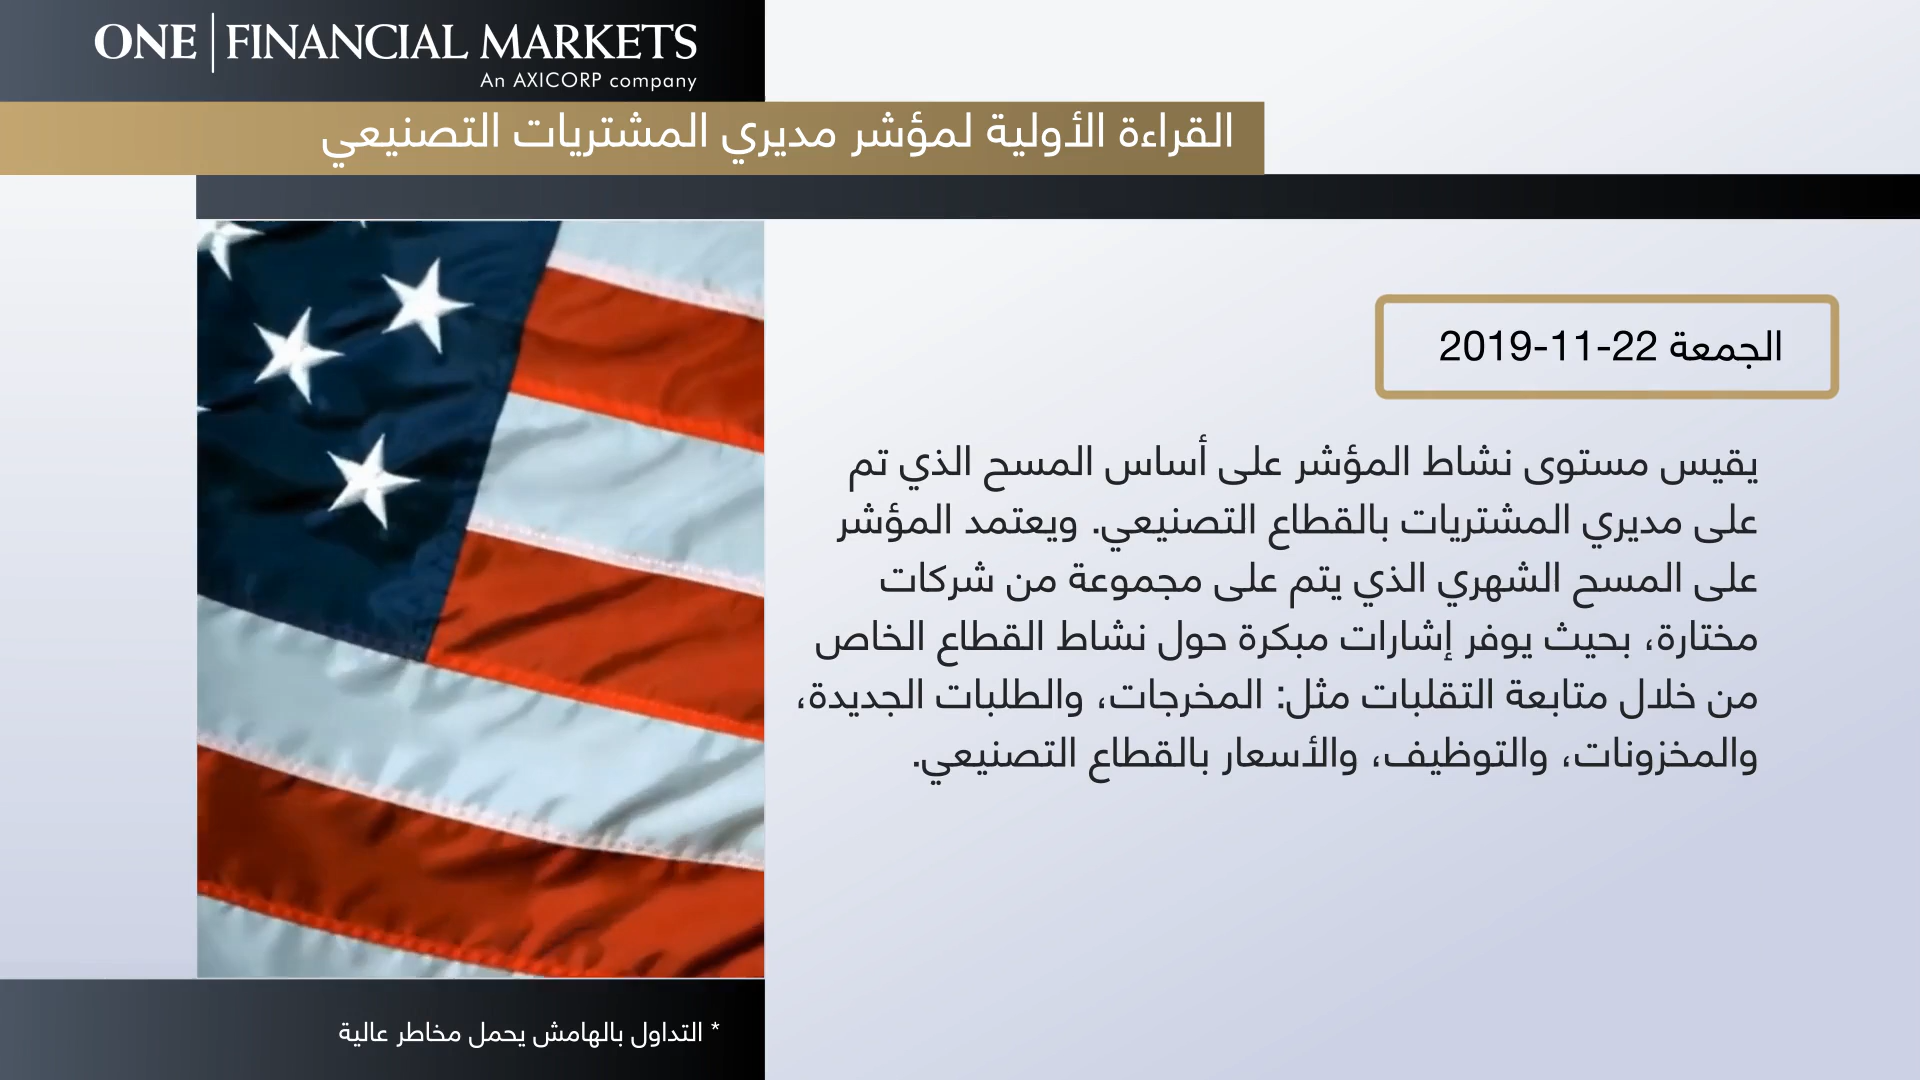 ONE | FINANCIAL MARKETS
An AXICORP company
القراءة الأولية لمؤشر مديري المشتريات التصنيعي
الجمعة 22-11-2019
يقيس مستوى نشاط المؤشر على أساس المسح الذي تم
على مديري المشتريات بالقطاع التصنيعي. ويعتمد المؤشر
على المسح الشهري الذي يتم على مجموعة من شركات
مختارة، بحيث يوفر إشارات مبكرة حول نشاط القطاع الخاص
من خلال متابعة التقلبات مثل: المخرجات، والطلبات الجديدة،
والمخزونات، والتوظيف، والأسعار بالقطاع التصنيعي.
* التداول بالهامش يحمل مخاطر عالية